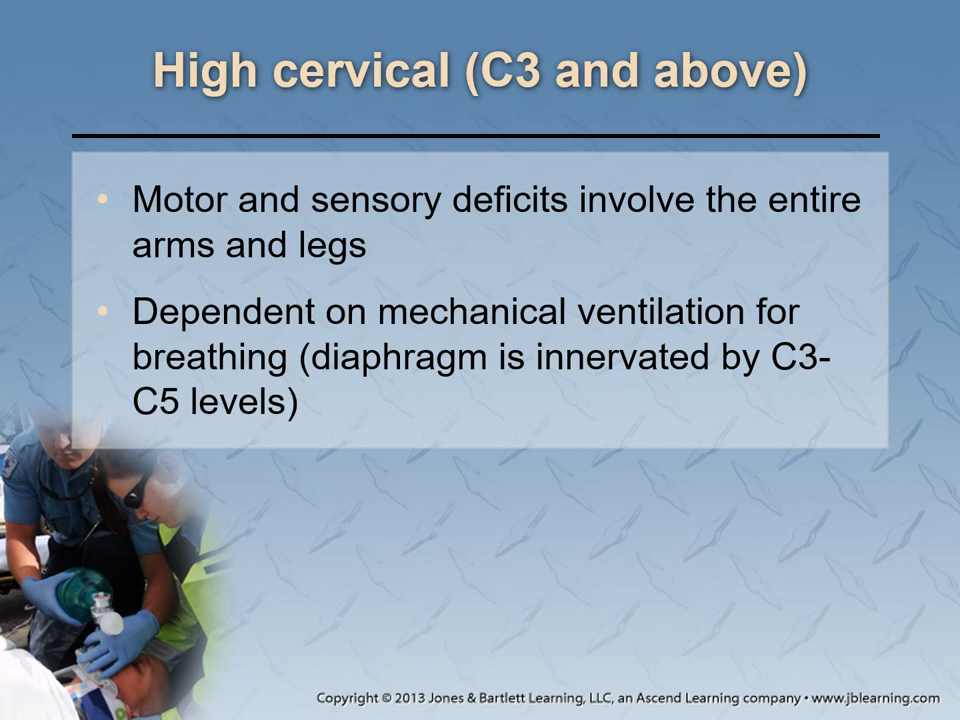 High cervical (C3 and above)
• Motor and sensory deficits involve the entire
arms and legs
• Dependent on mechanical ventilation for
breathing (diaphragm is innervated by C3-
C5 levels)
Copyright © 2013 Jones & Bartlett Learning, LLC, an Ascend Learning company • www.jblearning.com